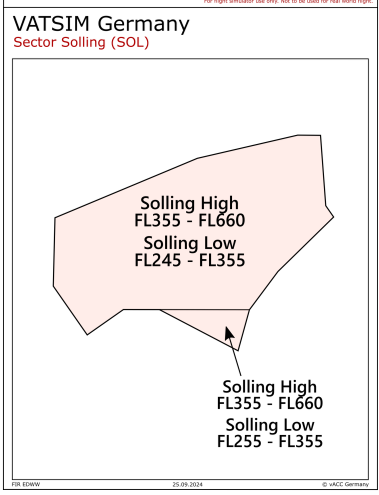 For flight simulator use only. Not to be used for real world flight.
VATSIM Germany
Sector Solling (SOL)
Solling High
FL355 - FL660
Solling Low
FL245 - FL355
Solling High
FL355 - FL660
Solling Low
FL255 - FL355
FIR EDWW 25.09.2024 © vACC Germany